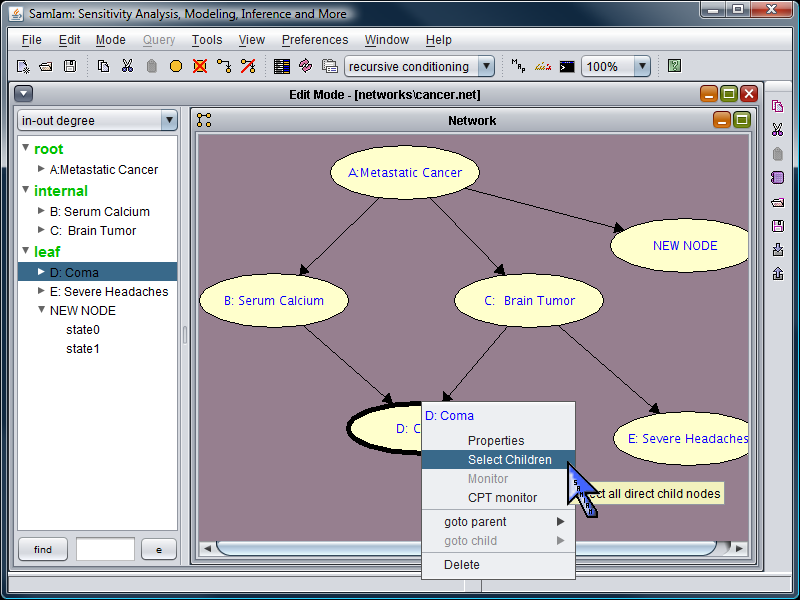 SamIam: Sensitivity Analysis, Modeling, Inference and More
File Edit Mode Query Tools View Preferences Window Help
recursive conditioning
100%
Edit Mode - [networks\cancer.net]
in-out degree
Network
root
A:Metastatic Cancer
internal
B: Serum Calcium
C: Brain Tumor
leaf
D: Coma
E: Severe Headaches
NEW NODE
state0
state1
find
e
A:Metastatic Cancer
NEW NODE
B: Serum Calcium
C: Brain Tumor
D: C
E: Severe Headaches
D: Coma
Properties
Select Children
Monitor
CPT monitor
goto parent
goto child
Delete
all direct child nodes